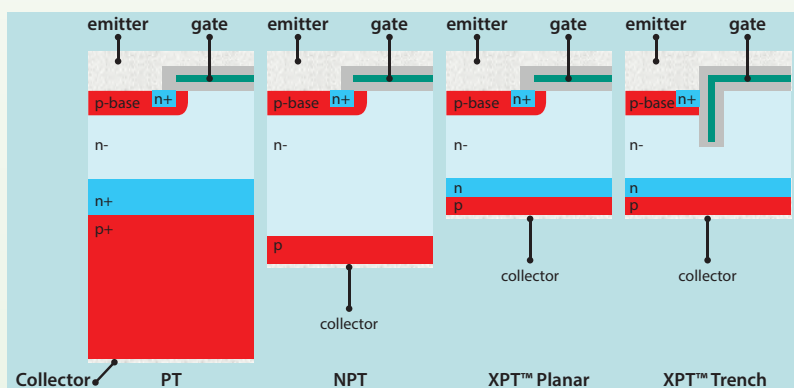 emitter gate emitter gate emitter gate emitter gate
p-base n+ p-base n+ p-base n+ p-base n+
n- n- n- n-
n+ n n
p+ p p p
collector collector
collector
Collector PT NPT XPT™ Planar XPT™ Trench